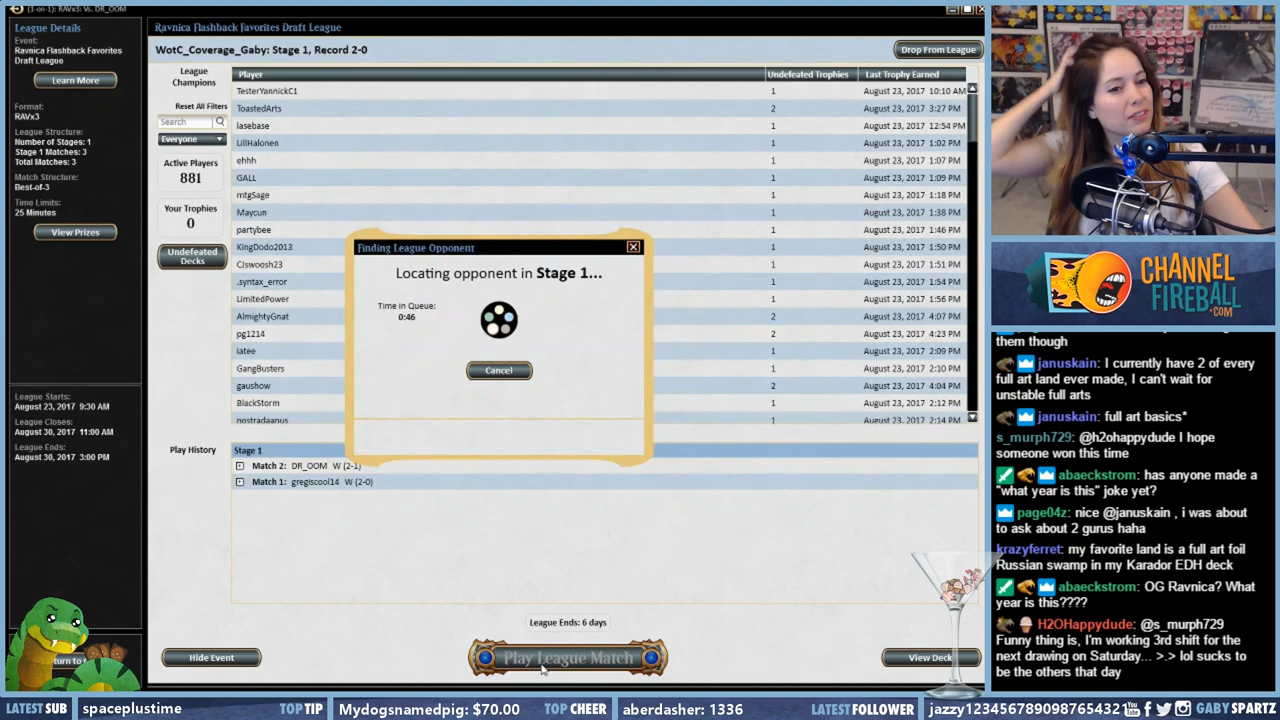 (1-on-1): RAVx3: Vs. DR_OOM
League Details
Event:
Ravnica Flashback Favorites
Draft League
Learn More
Format:
RAVx3
League Structure:
Number of Stages: 1
Stage 1 Matches: 3
Total Matches: 3
Match Structure:
Best-of-3
Time Limits:
25 Minutes
View Prizes
League Starts:
August 23, 2017 9:30 AM
League Closes:
August 30, 2017 11:00 AM
League Ends:
August 30, 2017 3:00 PM
Ravnica Flashback Favorites Draft League
WotC_Coverage_Gaby: Stage 1, Record 2-0
Drop From League
League
Champions
Reset All Filters
Search
Everyone
Active Players
881
Your Trophies
0
Undefeated
Decks
Player Undefeated Trophies Last Trophy Earned
TesterYannickC1 1 August 23, 2017 10:10 AM
ToastedArts 2 August 23, 2017 3:27 PM
lasebase 1 August 23, 2017 12:54 PM
LillHalonen 1 August 23, 2017 1:02 PM
ehhh 1 August 23, 2017 1:07 PM
GALL 1 August 23, 2017 1:09 PM
mtgSage 1 August 23, 2017 1:18 PM
Maycun 1 August 23, 2017 1:38 PM
partybee 1 August 23, 2017 1:46 PM
KingDodo2013 1 August 23, 2017 1:50 PM
CJswoosh23 1 August 23, 2017 1:51 PM
.syntax_error 1 August 23, 2017 1:54 PM
LimitedPower 1 August 23, 2017 1:56 PM
AlmightyGnat 2 August 23, 2017 4:07 PM
pg1214 2 August 23, 2017 4:23 PM
iatee 1 August 23, 2017 2:09 PM
GangBusters 1 August 23, 2017 2:10 PM
gaushow 2 August 23, 2017 4:04 PM
BlackStorm 1 August 23, 2017 2:12 PM
nostradaanus 1 August 23, 2017 2:14 PM
Finding League Opponent
Locating opponent in Stage 1...
Time in Queue:
0:46
Cancel
Play History
Stage 1
Match 2: DR_OOM W (2-1)
Match 1: gregiscool14 W (2-0)
League Ends: 6 days
Hide Event
Play League Match
View Deck
CHANNEL
FIREBALL
.COM
them though
januskain: I currently have 2 of every
full art land ever made, I can't wait for
unstable full arts
januskain: full art basics*
s_murph729: @h2ohappydude I hope
someone won this time
abaeckstrom: has anyone made a
"what year is this" joke yet?
page04z: nice @januskain , i was about
to ask about 2 gurus haha
krazyferret: my favorite land is a full art foil
Russian swamp in my Karador EDH deck
abaeckstrom: OG Ravnica? What
year is this????
H2OHappydude: @s_murph729
Funny thing is, I'm working 3rd shift for the
next drawing on Saturday... >.> lol sucks to
be the others that day
LATEST SUB spaceplustime TOP TIP Mydogsnamedpig: $70.00 TOP CHEER aberdasher: 1336 LATEST FOLLOWER jazzy1234567890987654321 GABY SPARTZ